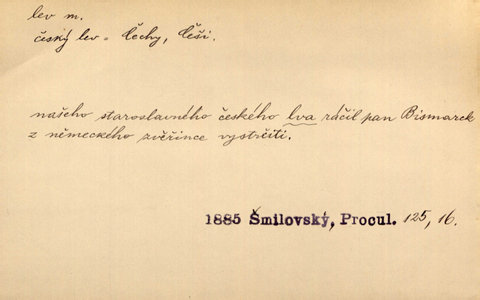 lev m.
český lev = Čechy, Češi.
našeho staroslavného českého lva ráčil pan Bismarck
z německého zvěřince vystrčiti.
1885 Šmilovský, Procul. 125, 16.